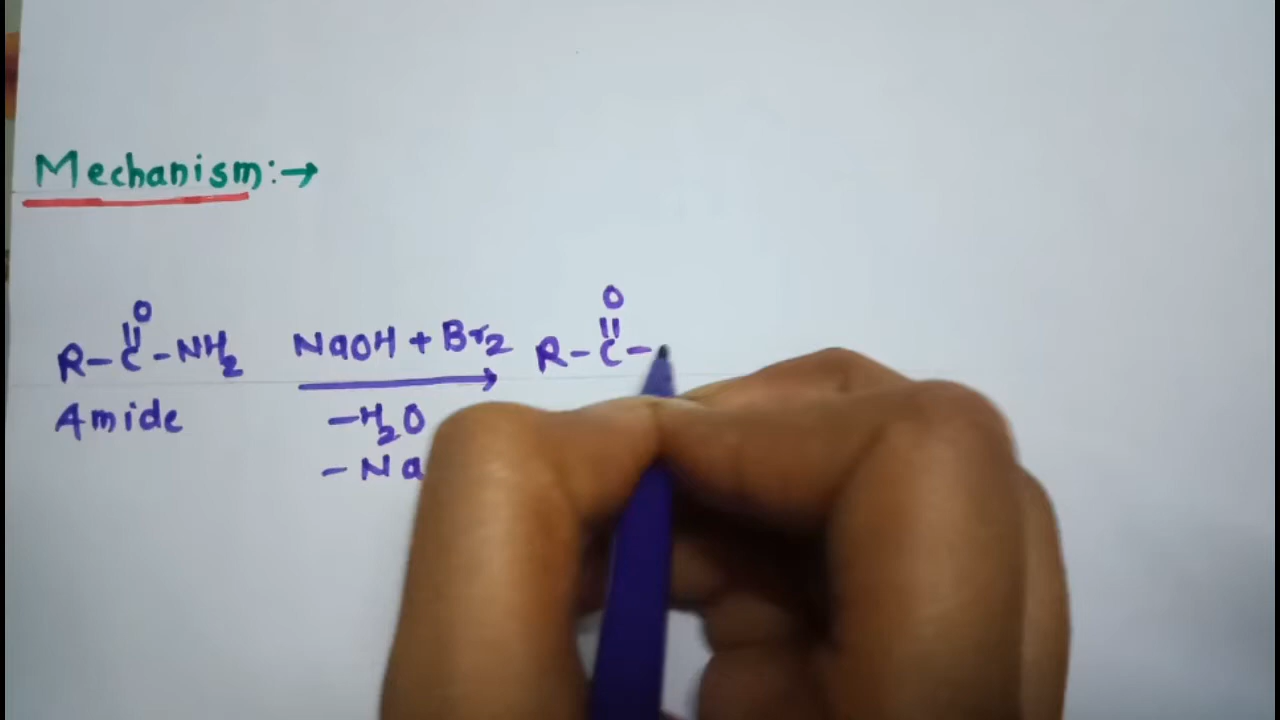 Mechanism:→
O
||
R-C-NH₂ NaOH + Br₂ R-C-
O
||
Amide -H₂O
- Na